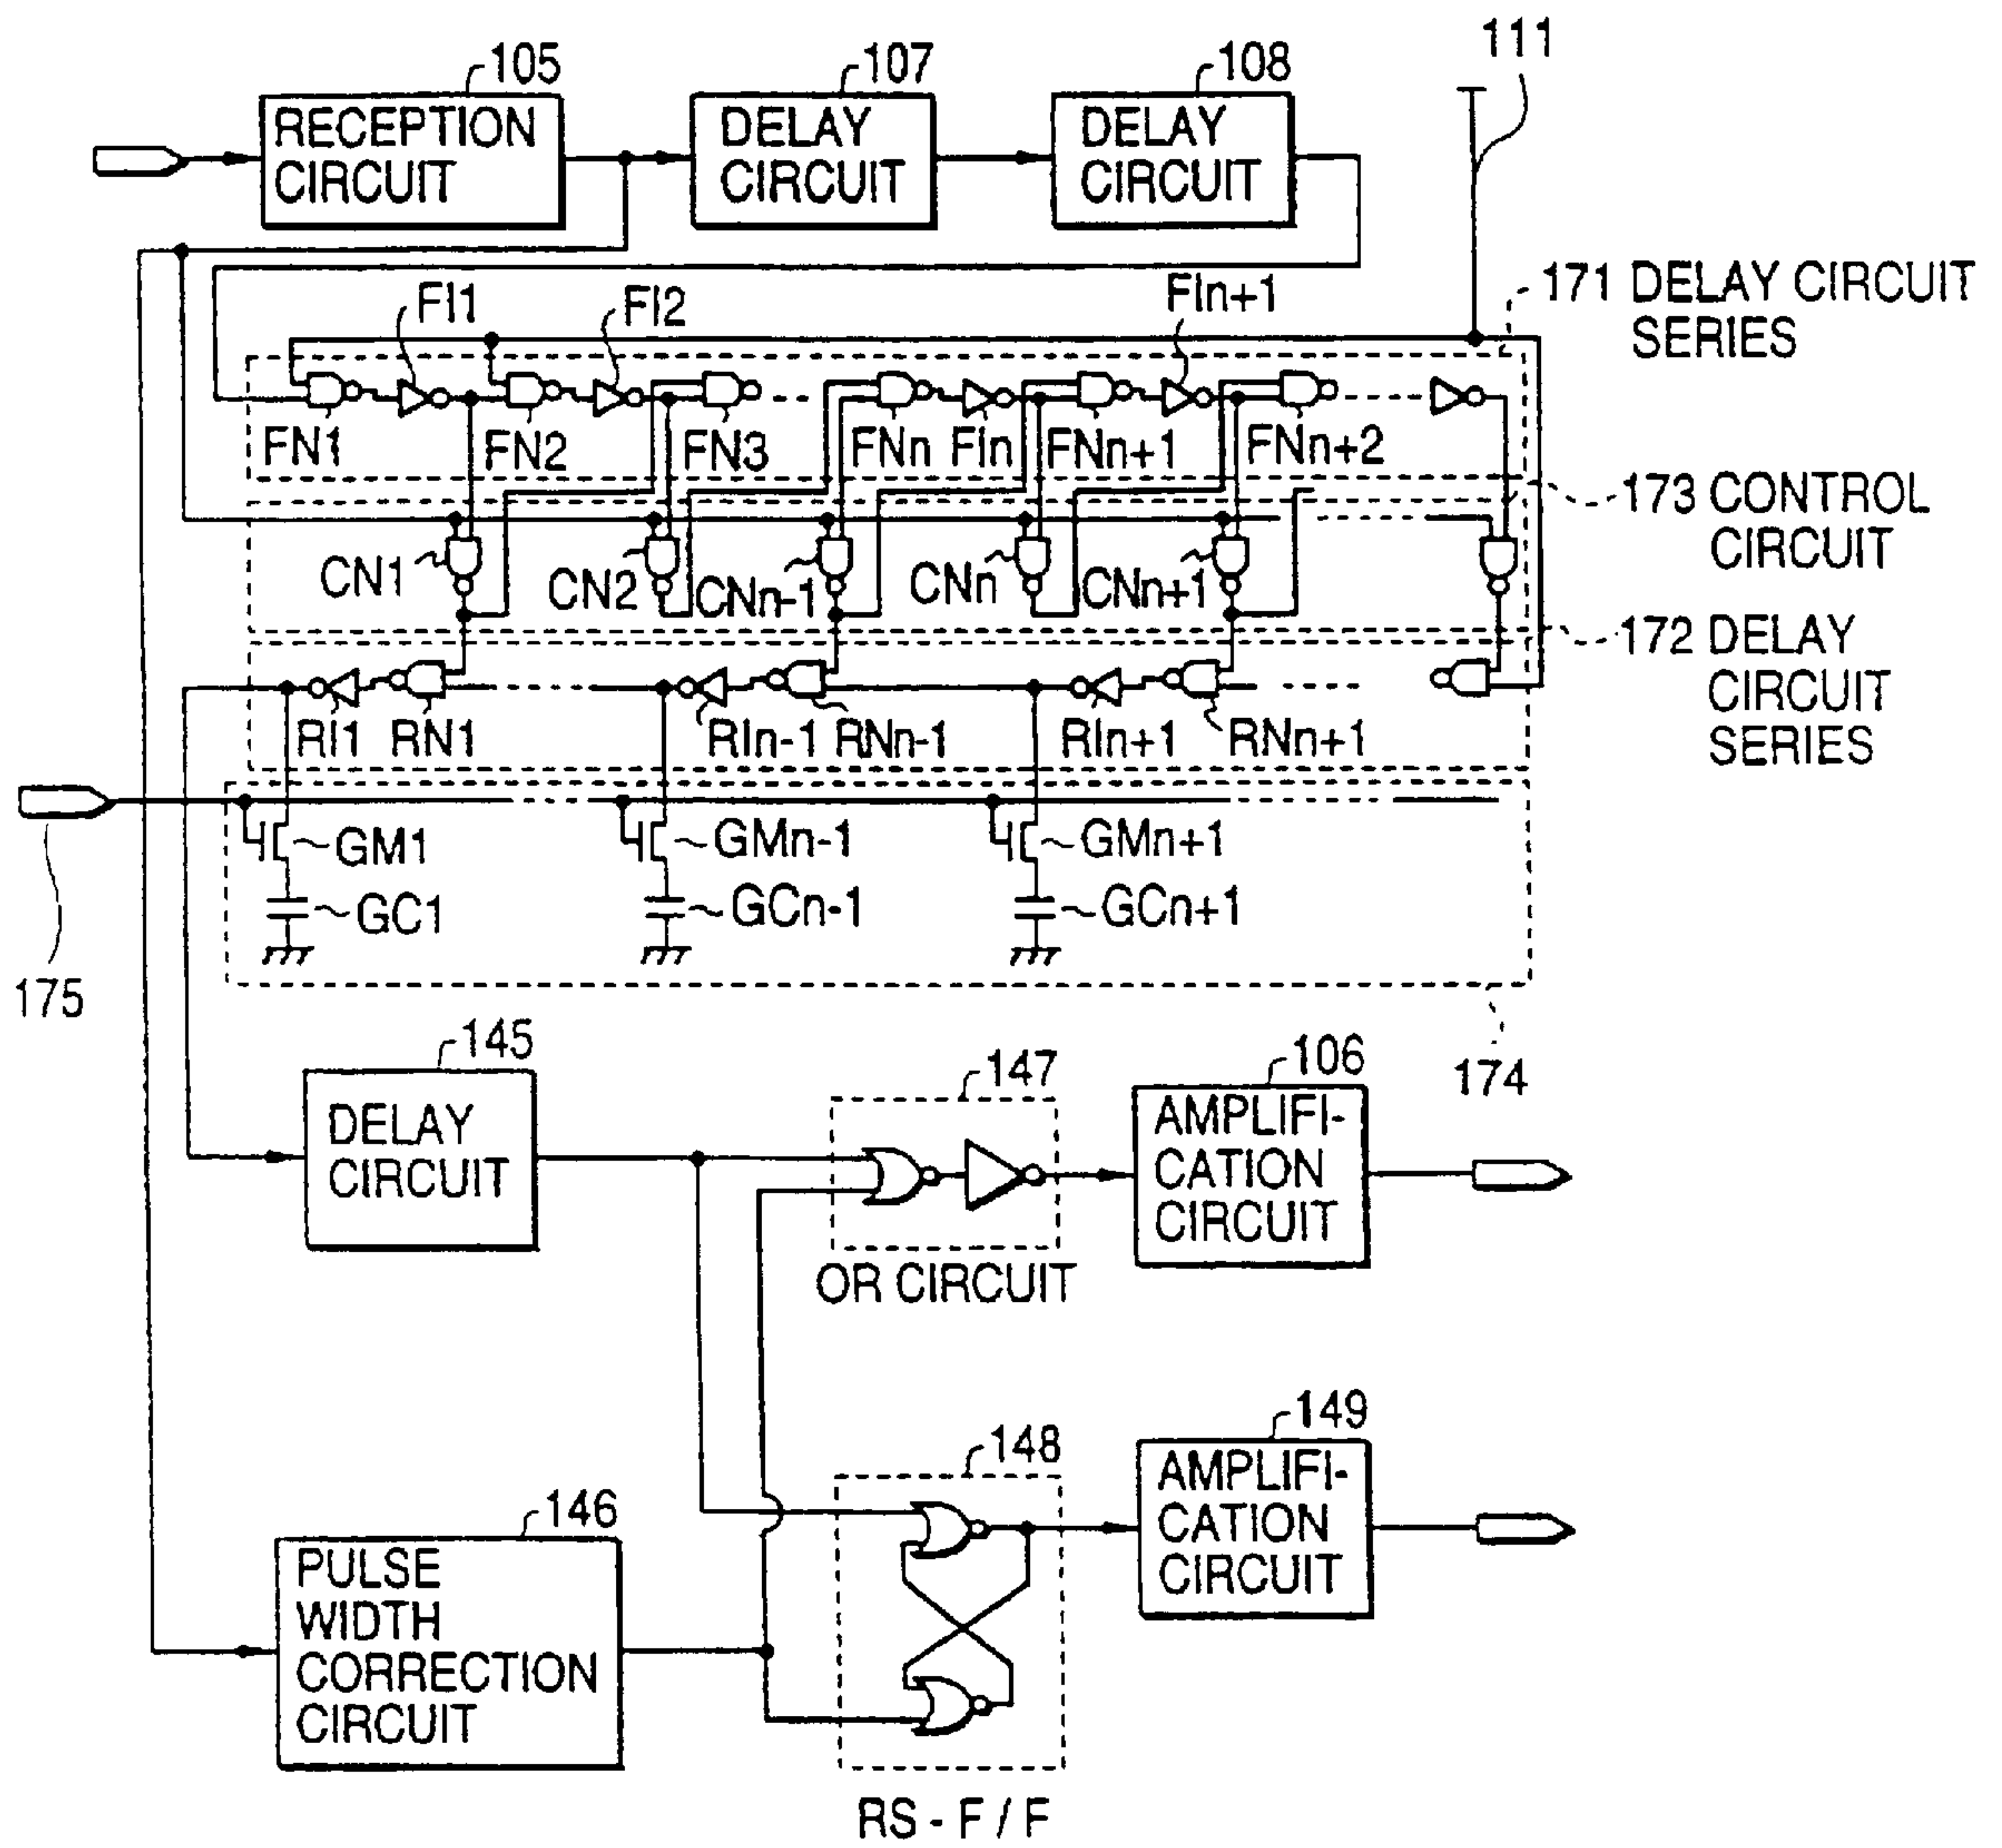 105
107
108
111
RECEPTION
CIRCUIT
DELAY
CIRCUIT
DELAY
CIRCUIT
FI1
FI2
FIn+1
171 DELAY CIRCUIT
SERIES
FN1
FN2
FN3
FNn
FIn
FNn+1
FNn+2
173 CONTROL
CIRCUIT
CN1
CN2
CNn-1
CNn
CNn+1
172 DELAY
CIRCUIT
SERIES
RI1
RN1
RIn-1
RNn-1
RIn+1
RNn+1
GM1
GMn-1
GMn+1
GC1
GCn-1
GCn+1
175
174
145
DELAY
CIRCUIT
147
OR CIRCUIT
106
AMPLIFI-
CATION
CIRCUIT
146
PULSE
WIDTH
CORRECTION
CIRCUIT
148
RS - F / F
149
AMPLIFI-
CATION
CIRCUIT